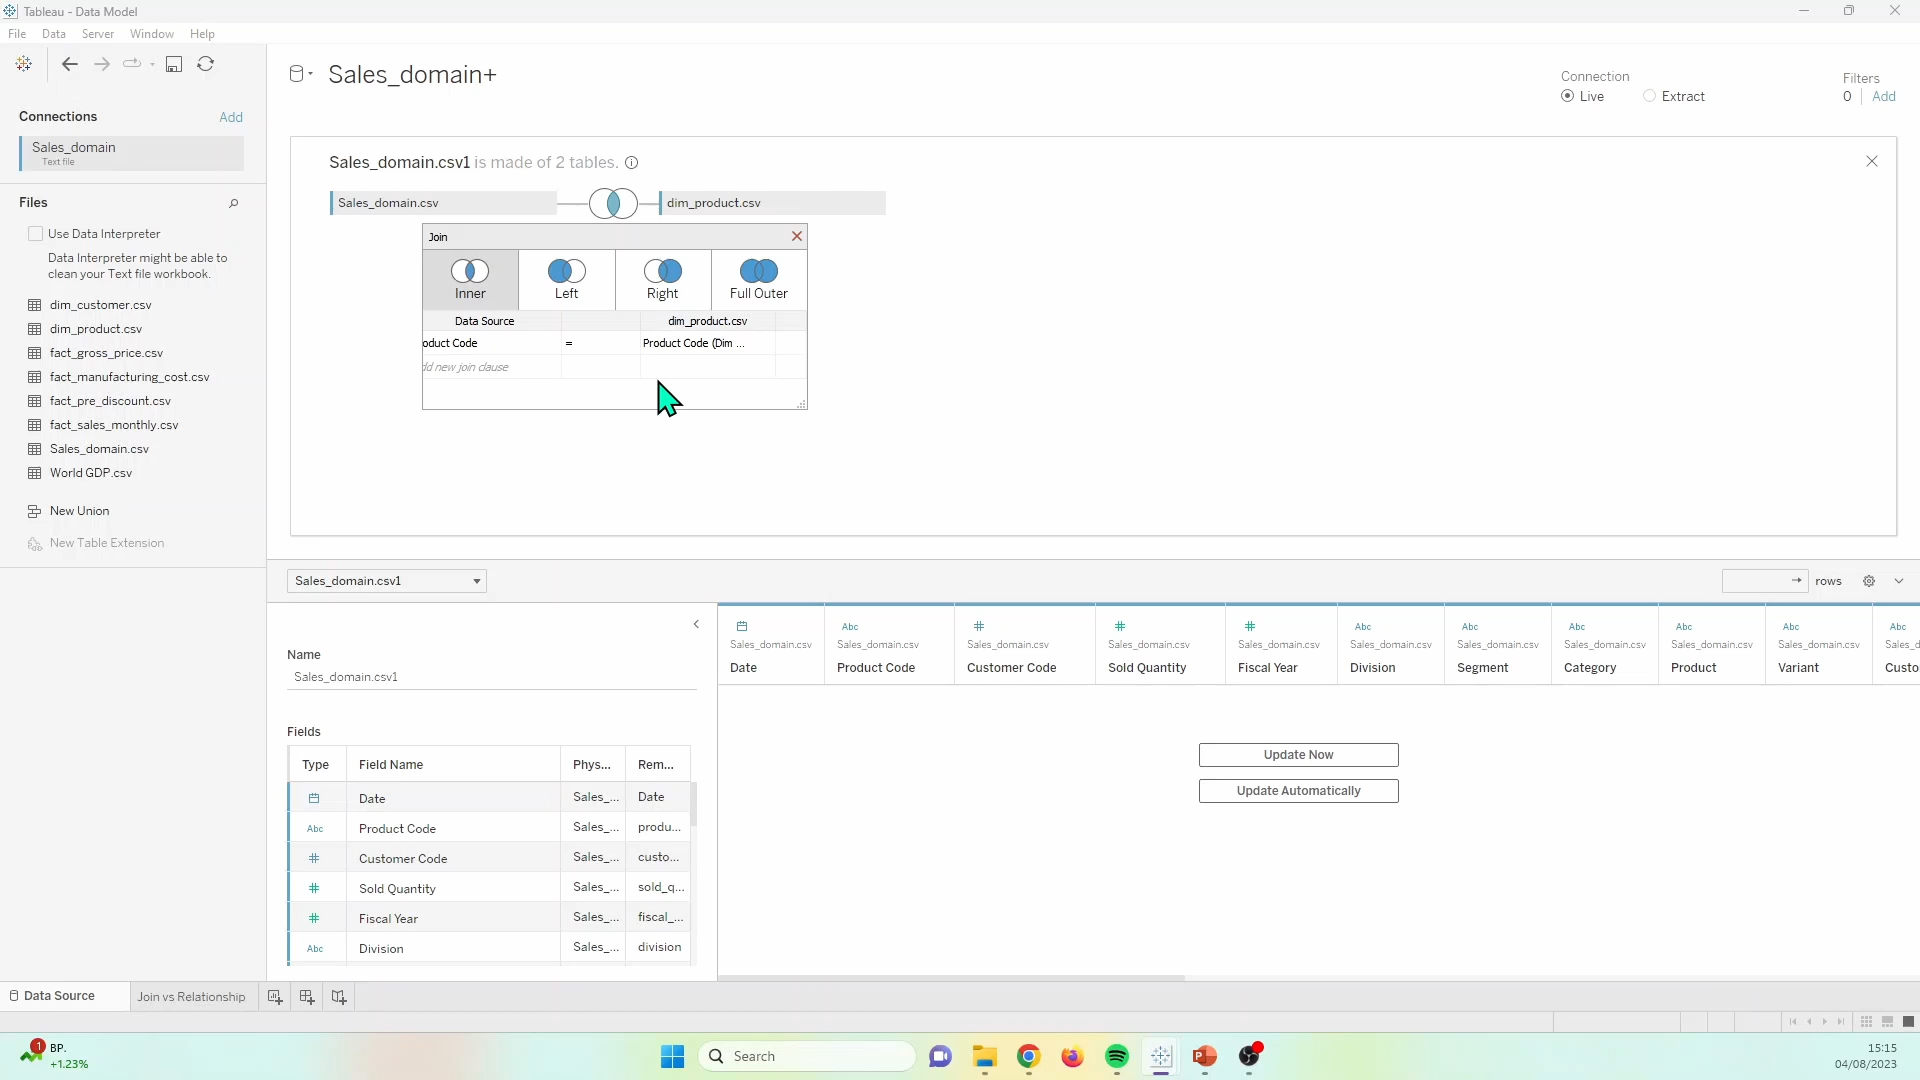 Tableau - Data Model
File Data Server Window Help
Connections Add
Sales_domain
Text file
Files
Use Data Interpreter
Data Interpreter might be able to
clean your Text file workbook.
dim_customer.csv
dim_product.csv
fact_gross_price.csv
fact_manufacturing_cost.csv
fact_pre_discount.csv
fact_sales_monthly.csv
Sales_domain.csv
World GDP.csv
New Union
New Table Extension
Sales_domain+
Connection
Live Extract
Filters
0 Add
Sales_domain.csv1 is made of 2 tables.
Sales_domain.csv dim_product.csv
Join
Inner Left Right Full Outer
Data Source dim_product.csv
oduct Code = Product Code (Dim ...
dd new join clause
Sales_domain.csv1 rows
Name
Sales_domain.csv1
Fields
Type Field Name Phys... Rem...
Date Sales_... Date
Abc Product Code Sales_... produ...
Customer Code Sales_... custo...
Sold Quantity Sales_... sold_q...
Fiscal Year Sales_... fiscal_...
Abc Division Sales_... division
Abc Abc Abc Abc Abc Abc Abc
Sales_domain.csv Sales_domain.csv Sales_domain.csv Sales_domain.csv Sales_domain.csv Sales_domain.csv Sales_domain.csv Sales_domain.csv Sales_domain.csv Sales_domain.csv Sales_d
Date Product Code Customer Code Sold Quantity Fiscal Year Division Segment Category Product Variant Custo
Update Now
Update Automatically
Data Source Join vs Relationship
1 BP.
+1.23%
Search
15:15
04/08/2023